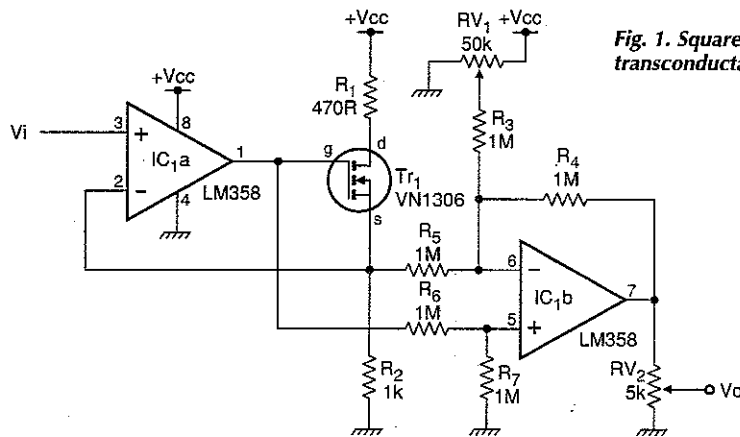 +Vcc
RV1
50k
+Vcc
Fig. 1. Square
transconducta
+Vcc
R1
470R
R3
1M
Vi
3
+
8
IC1a
1
2
−
4
LM358
g
d
Tr1
VN1306
s
R4
1M
R5
1M
6
−
R6
1M
IC1b
7
5
+
LM358
R2
1k
R7
1M
RV2
5k
Vo